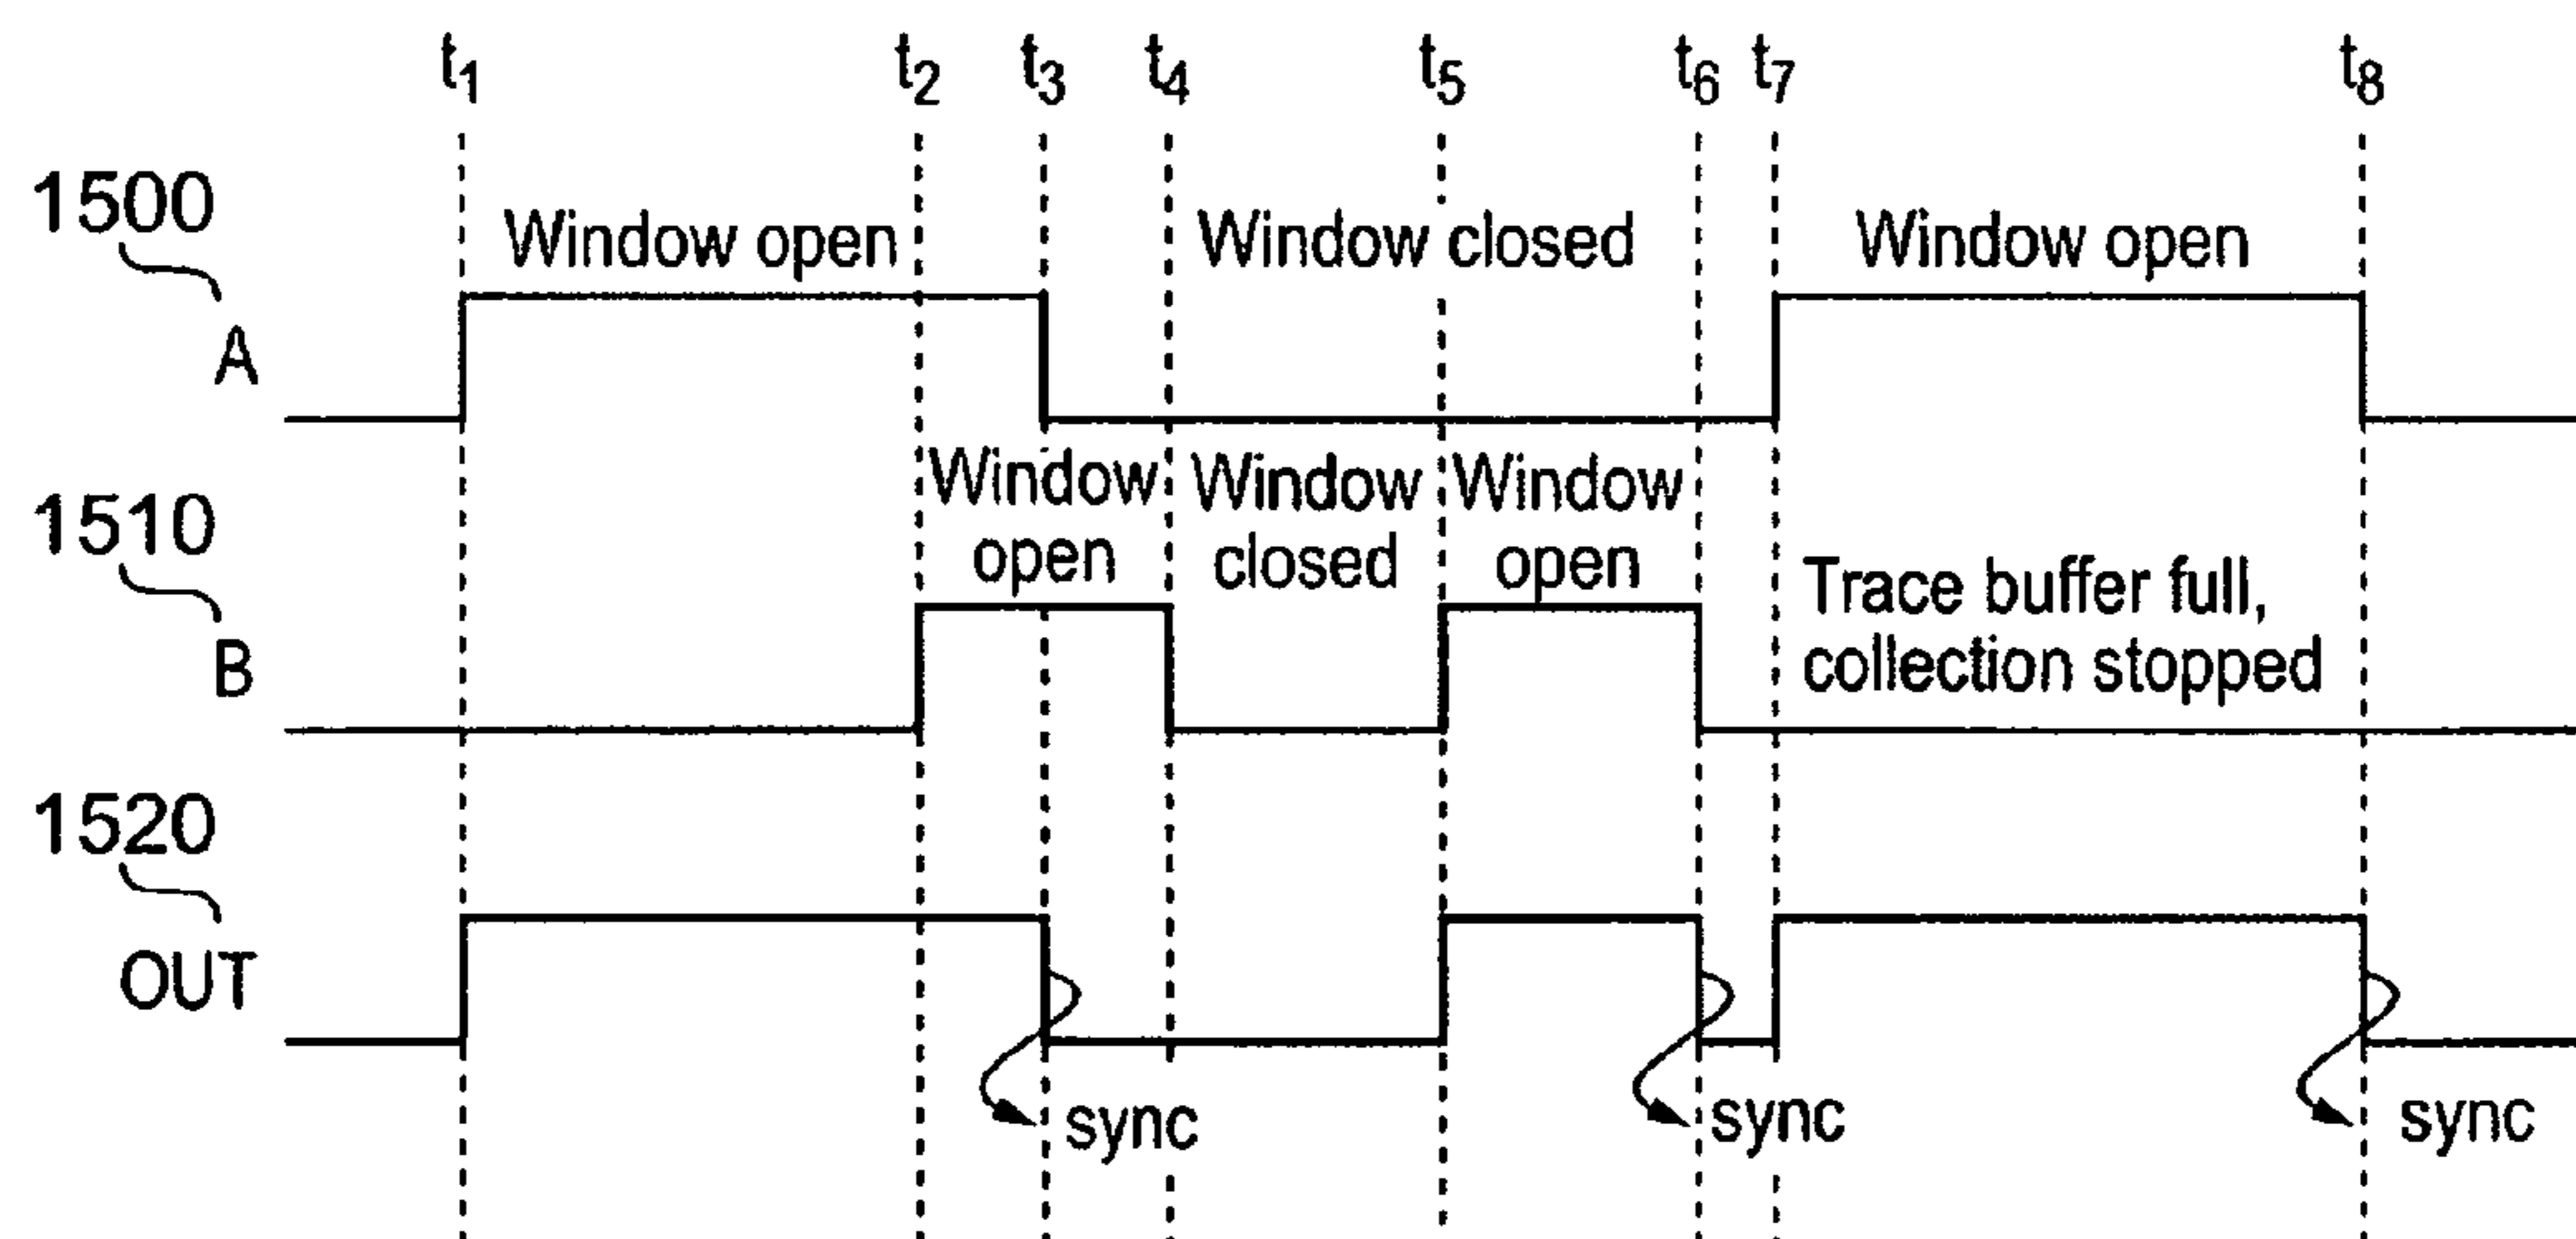 t1 t2 t3 t4 t5 t6 t7 t8
1500
Window open Window closed Window open
A
Window open
Window closed
Window open
1510
Trace buffer full,
collection stopped
B
1520
OUT
sync sync sync